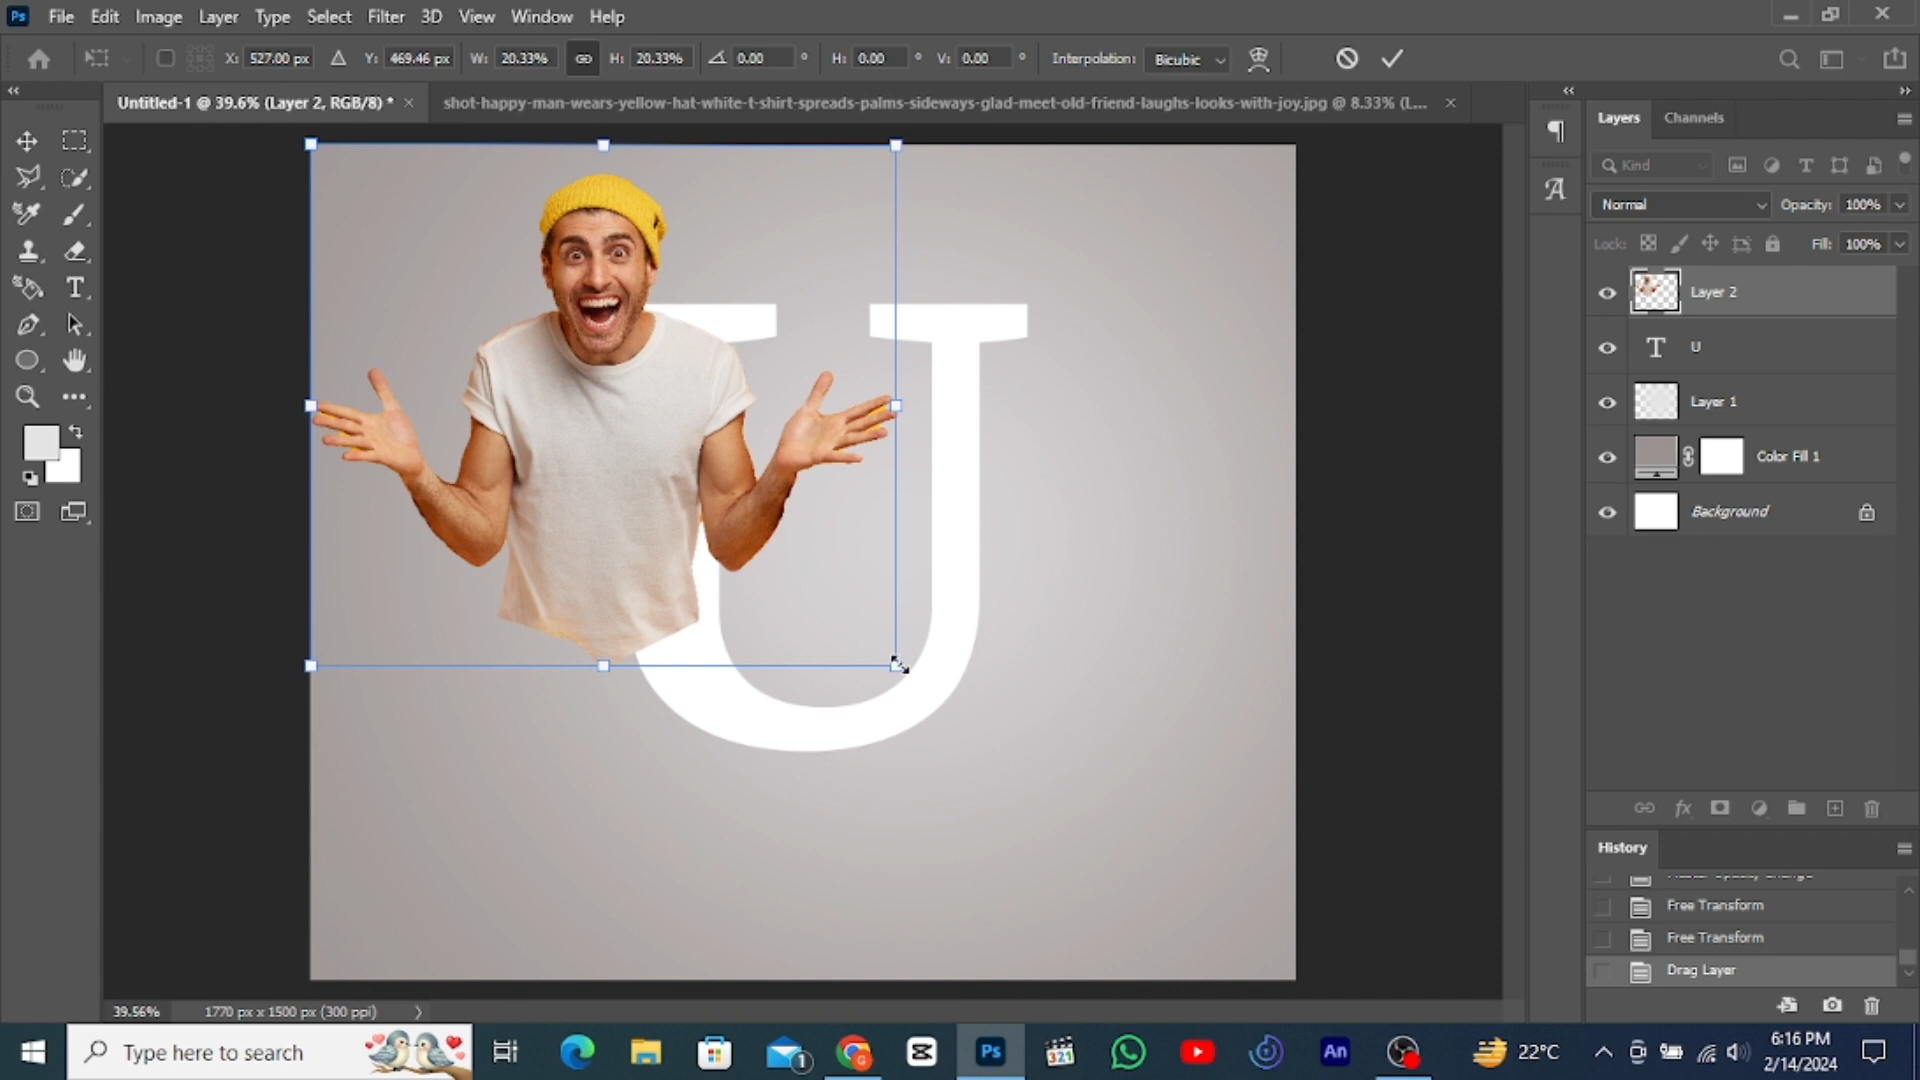 Ps File Edit Image Layer Type Select Filter 3D View Window Help
X: 527.00 px Y: 469.46 px W: 20.33% H: 20.33% 0.00 ° H: 0.00 ° V: 0.00 ° Interpolation: Bicubic
Untitled-1 @ 39.6% (Layer 2, RGB/8) * × shot-happy-man-wears-yellow-hat-white-t-shirt-spreads-palms-sideways-glad-meet-old-friend-laughs-looks-with-joy.jpg @ 8.33% (L... ×
Layers Channels
Kind
Normal Opacity: 100%
Lock: Fill: 100%
Layer 2
T U
Layer 1
Color Fill 1
Background
U
fx
History
Free Transform
Free Transform
Drag Layer
39.56% 1770 px x 1500 px (300 ppi)
Type here to search
1
G
Ps
321
An
22°C
6:16 PM
2/14/2024